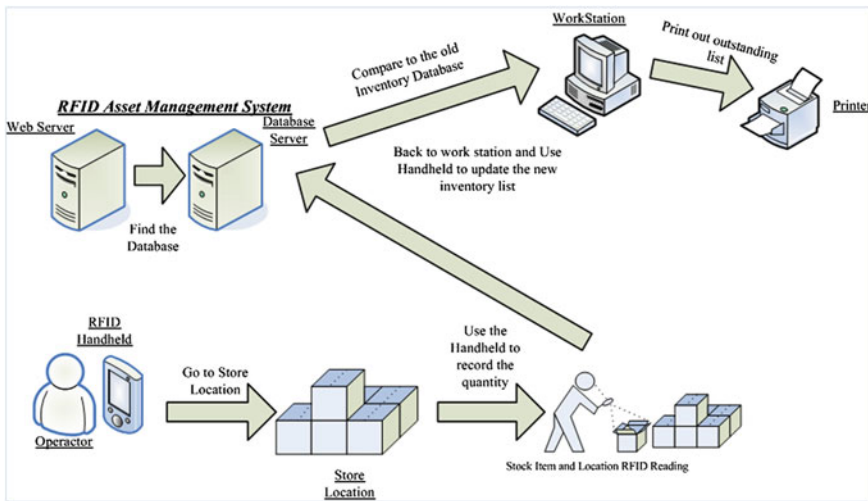 WorkStation
Print out outstanding
list
Compare to the old
Inventory Database
RFID Asset Management System
Web Server
Database
Server
Printer
Back to work station and Use
Handheld to update the new
inventory list
Find the
Database
RFID
Handheld
Go to Store
Location
Use the
Handheld to
record the
quantity
Operactor
Store
Location
Stock Item and Location RFID Reading